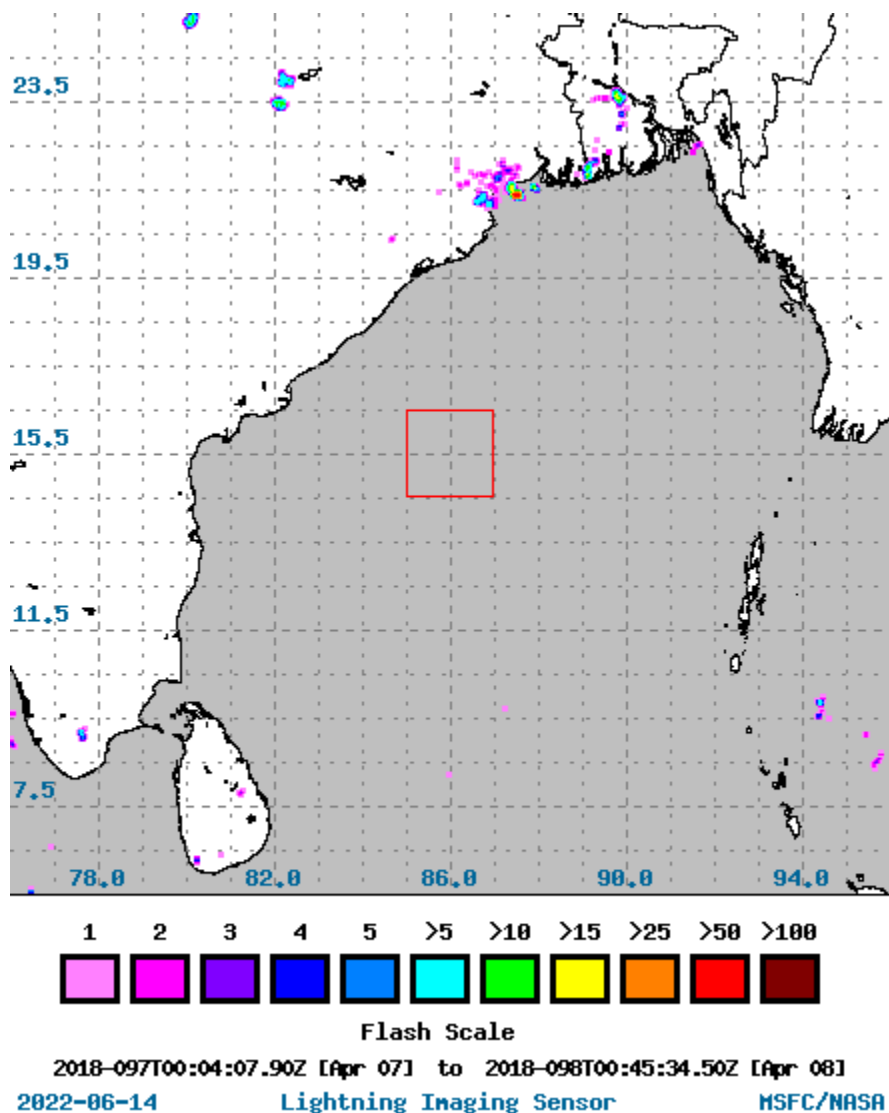 23.5
19.5
15.5
11.5
7.5
78.0 82.0 86.0 90.0 94.0
1 2 3 4 5 >5 >10 >15 >25 >50 >100
Flash Scale
2018-097T00:04:07.90Z [Apr 07] to 2018-098T00:45:34.50Z [Apr 08]
2022-06-14 Lightning Imaging Sensor MSFC/NASA